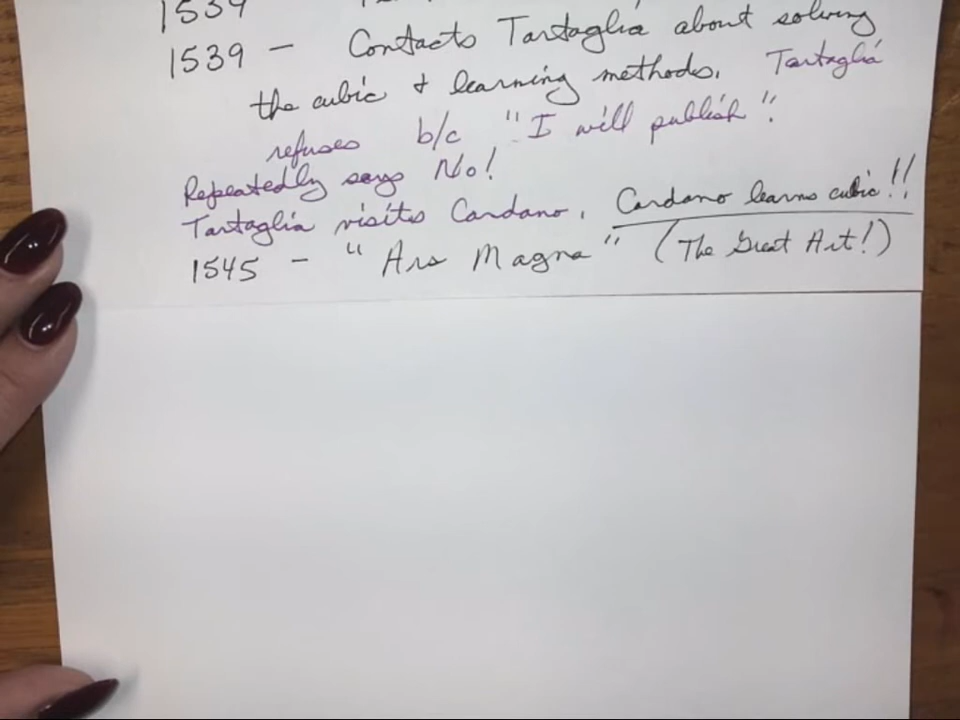 1539
1539 - Contacts Tartaglia about solving
the cubic + learning methods. Tartaglia
refuses b/c "I will publish".
Repeatedly says No!
Tartaglia visits Cardano. Cardano learns cubic!!
1545 - "Ars Magna" (The Great Art!)